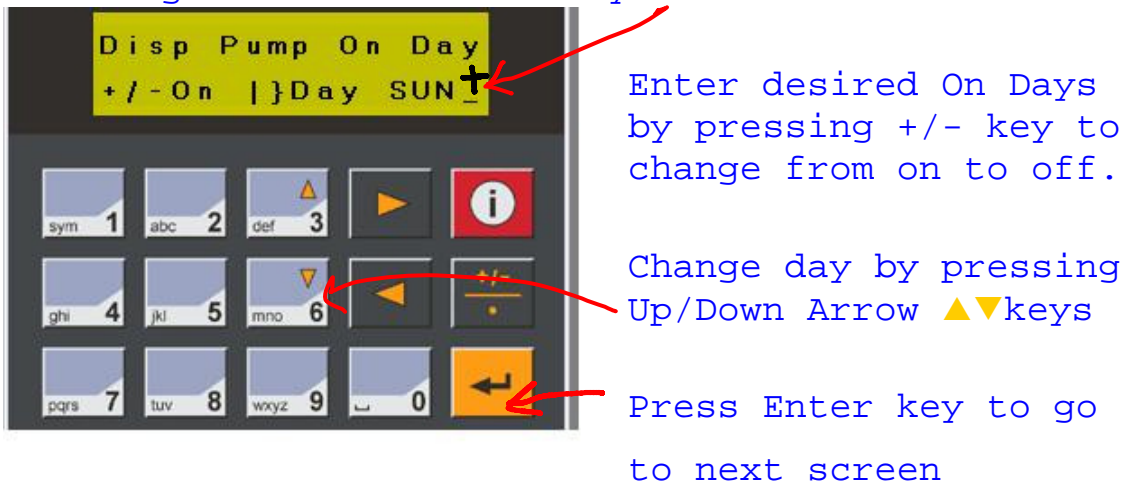 Disp Pump On Day
+/-On |}Day SUN_+
Enter desired On Days
by pressing +/- key to
change from on to off.
sym 1 abc 2 def 3 i
Change day by pressing
Up/Down Arrow ▲▼keys
ghi 4 jkl 5 mno 6 +/- •
pqrs 7 tuv 8 wxyz 9 0
Press Enter key to go
to next screen